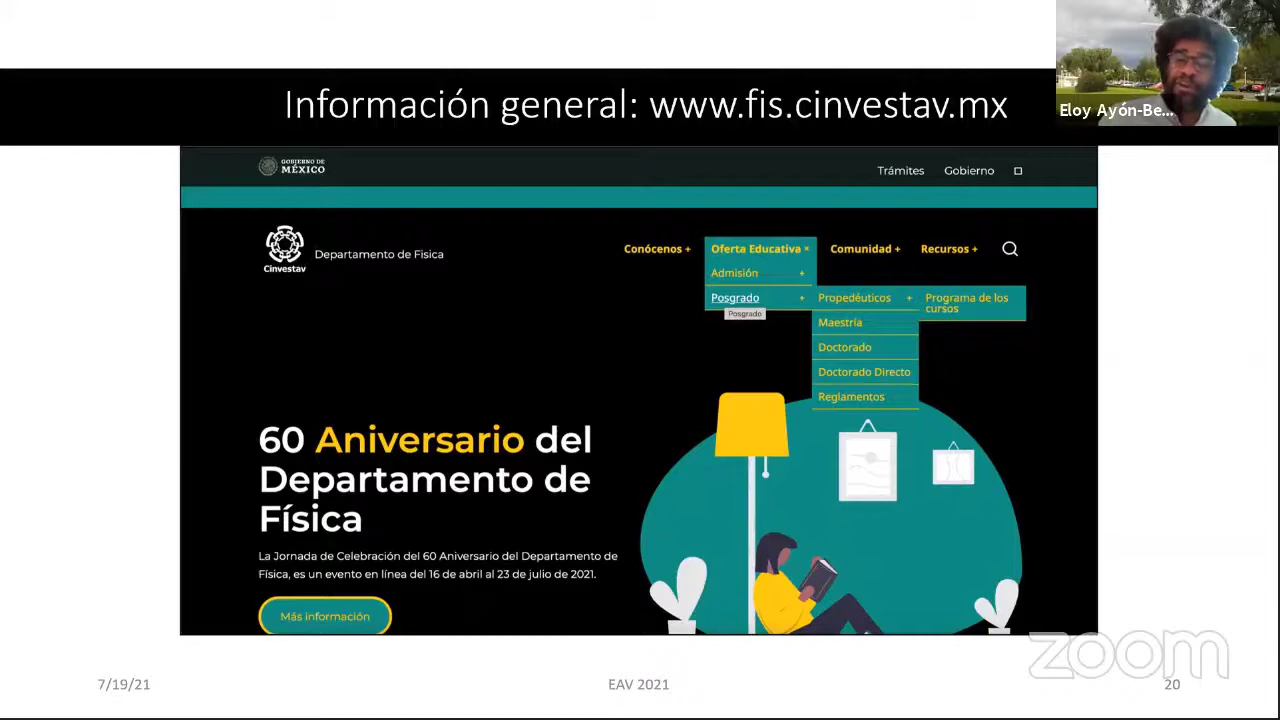 Información general: www.fis.cinvestav.mx
Eloy Ayón-Be...
GOBIERNO DE
MÉXICO
Trámites
Gobierno
Cinvestav
Departamento de Fisica
Conócenos +
Oferta Educativa ×
Comunidad +
Recursos +
Admisión +
Posgrado +
Posgrado
Propedéuticos +
Maestría
Doctorado
Doctorado Directo
Reglamentos
Programa de los
cursos
60 Aniversario del
Departamento de
Física
La Jornada de Celebración del 60 Aniversario del Departamento de
Física, es un evento en línea del 16 de abril al 23 de julio de 2021.
Más información
zoom
7/19/21
EAV 2021
20